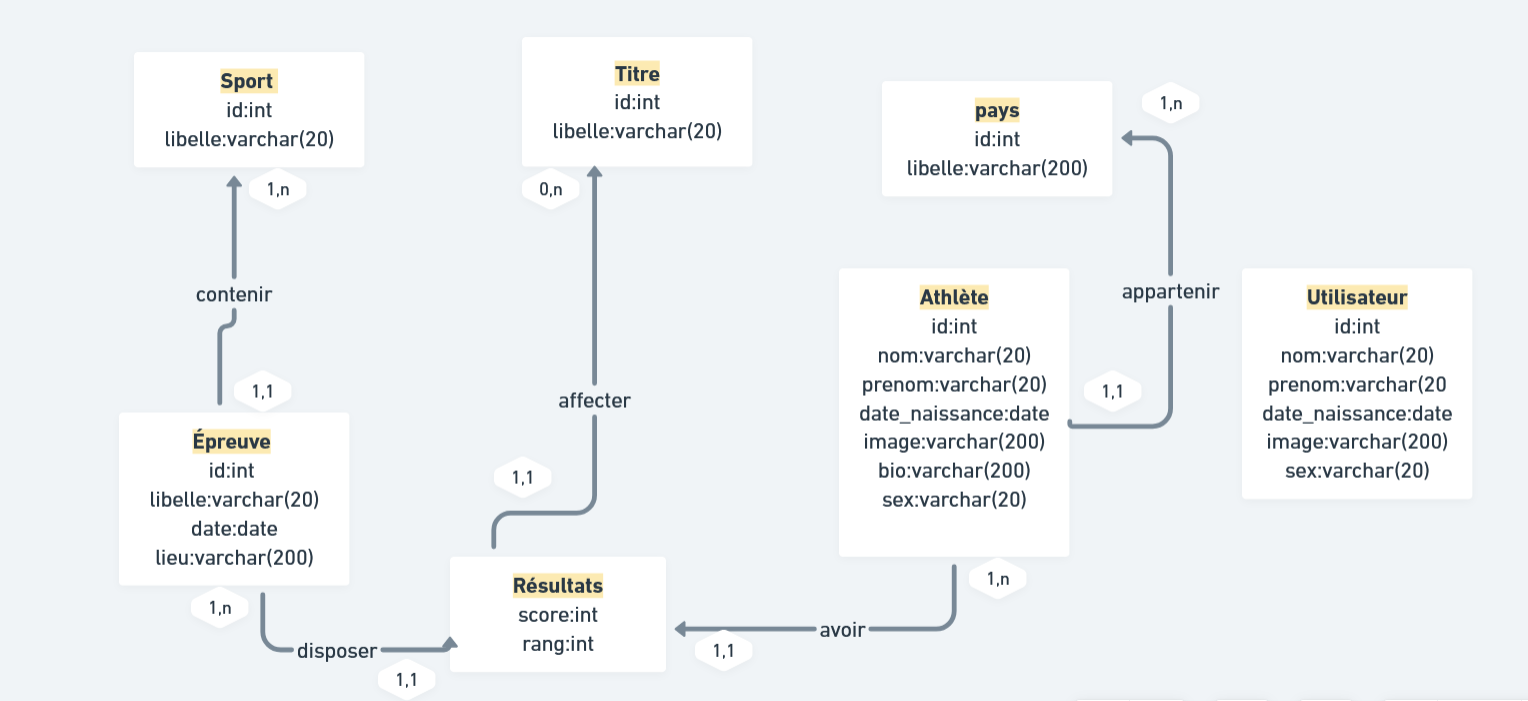 Sport
id:int
libelle:varchar(20)
1,n
contenir
1,1
Épreuve
id:int
libelle:varchar(20)
date:date
lieu:varchar(200)
1,n
disposer
1,1
Titre
id:int
libelle:varchar(20)
0,n
affecter
1,1
Résultats
score:int
rang:int
pays
id:int
libelle:varchar(200)
1,n
appartenir
1,1
Athlète
id:int
nom:varchar(20)
prenom:varchar(20)
date_naissance:date
image:varchar(200)
bio:varchar(200)
sex:varchar(20)
1,n
avoir
1,1
Utilisateur
id:int
nom:varchar(20)
prenom:varchar(20
date_naissance:date
image:varchar(200)
sex:varchar(20)